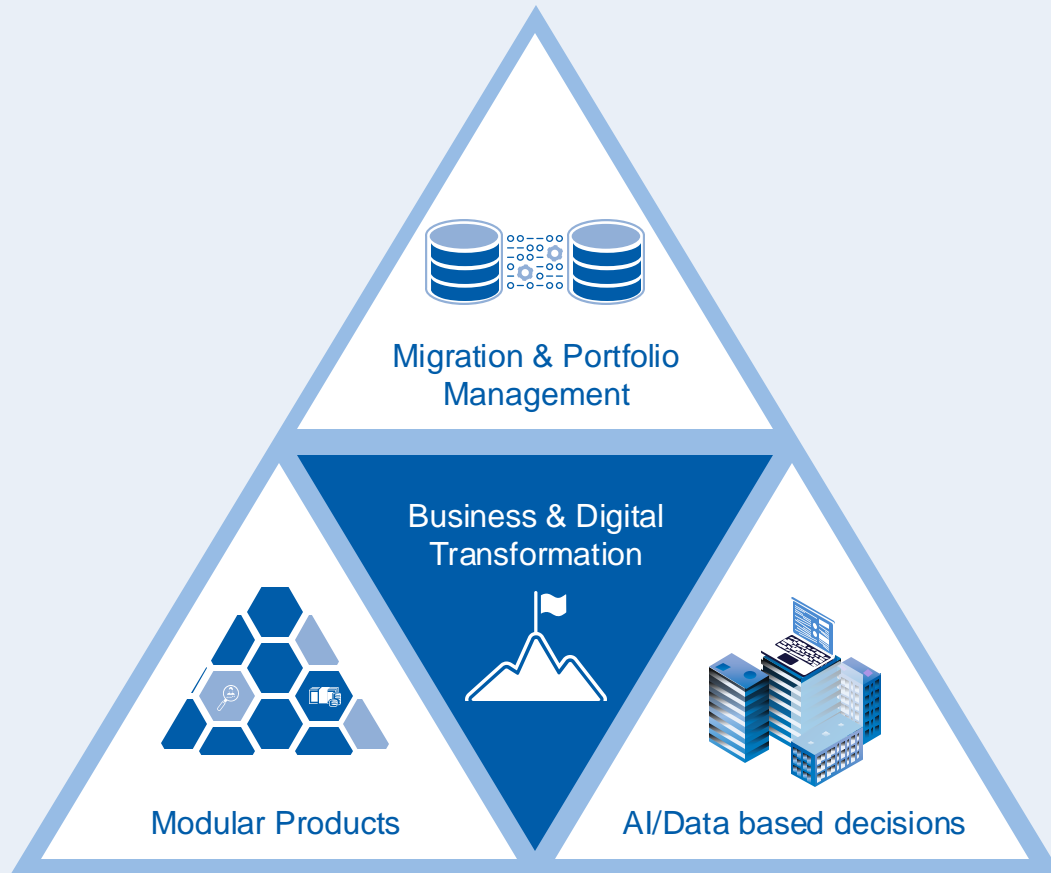 Migration & Portfolio
Management
Business & Digital
Transformation
Modular Products
AI/Data based decisions